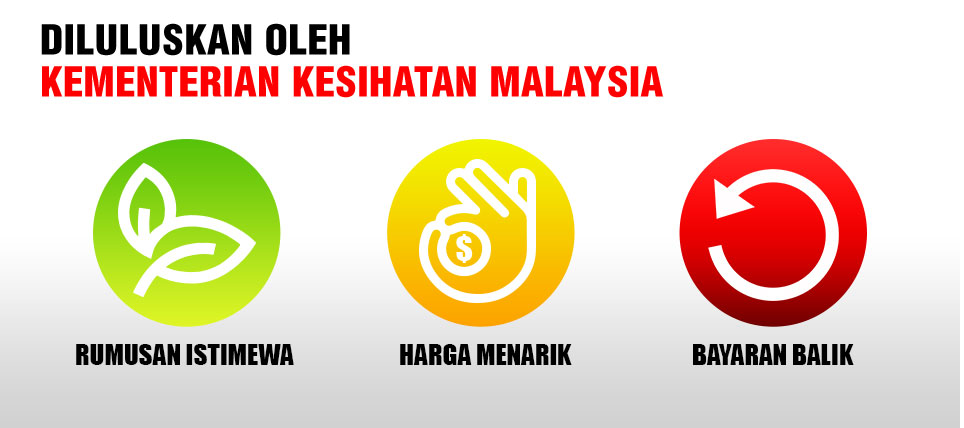 DILULUSKAN OLEH
KEMENTERIAN KESIHATAN MALAYSIA
$
RUMUSAN ISTIMEWA
HARGA MENARIK
BAYARAN BALIK